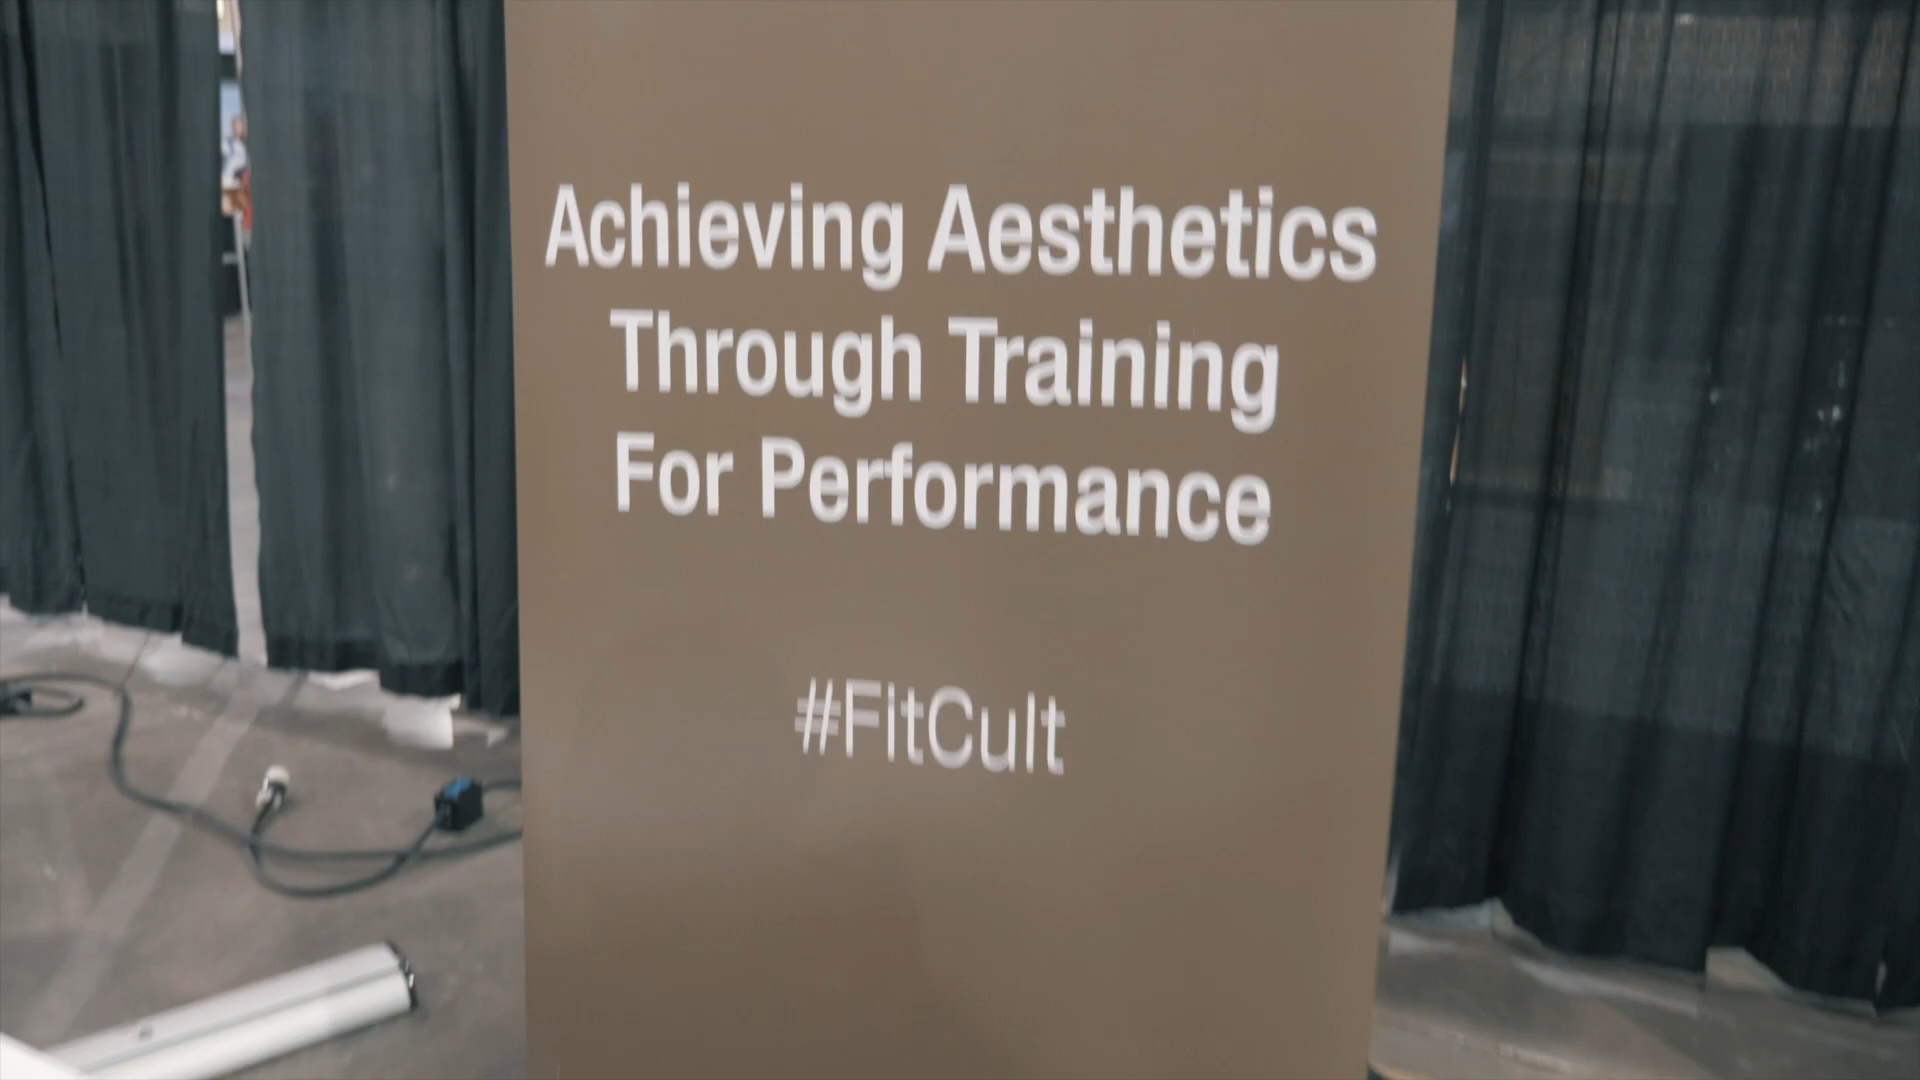 Achieving Aesthetics
Through Training
For Performance
#FitCult